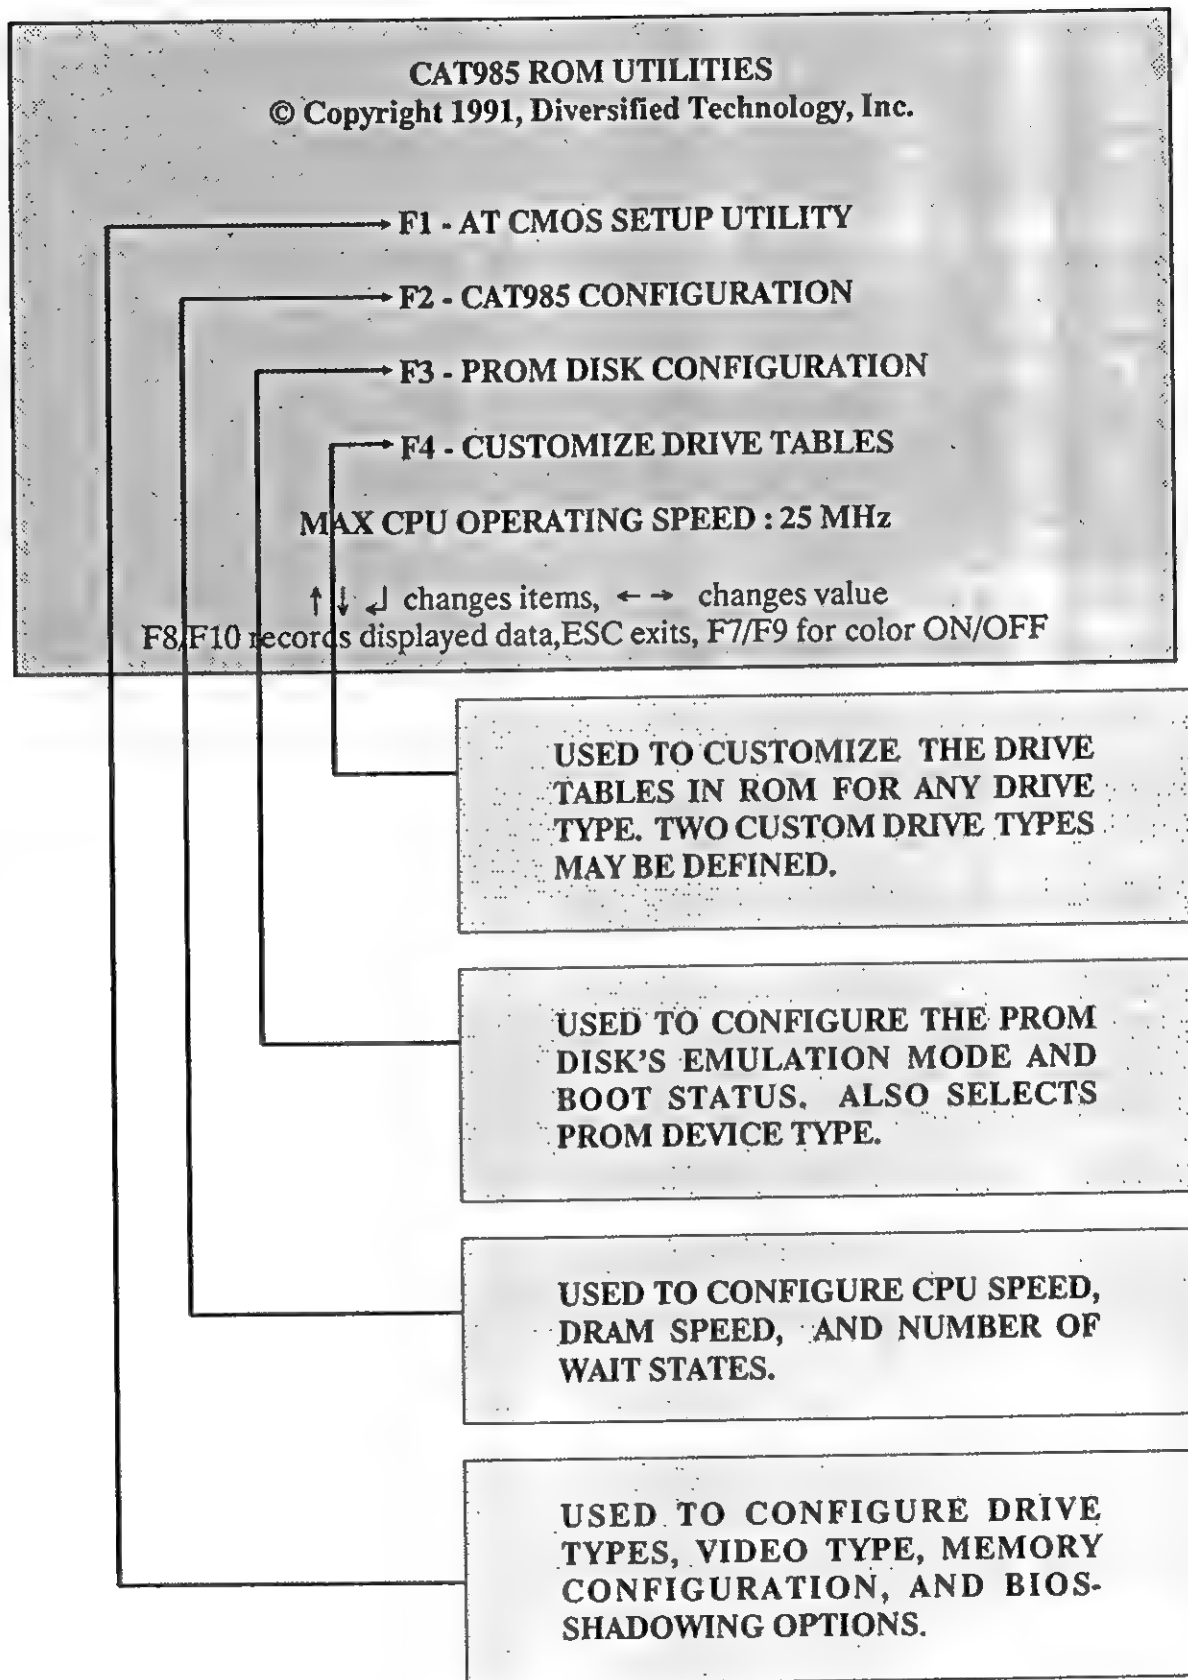 CAT985 ROM UTILITIES
© Copyright 1991, Diversified Technology, Inc.
F1 - AT CMOS SETUP UTILITY
F2 - CAT985 CONFIGURATION
F3 - PROM DISK CONFIGURATION
F4 - CUSTOMIZE DRIVE TABLES
MAX CPU OPERATING SPEED : 25 MHz
↑ ↓ ↲ changes items, ← → changes value
F8/F10 records displayed data,ESC exits, F7/F9 for color ON/OFF
USED TO CUSTOMIZE THE DRIVE
TABLES IN ROM FOR ANY DRIVE
TYPE. TWO CUSTOM DRIVE TYPES
MAY BE DEFINED.
USED TO CONFIGURE THE PROM
DISK'S EMULATION MODE AND
BOOT STATUS. ALSO SELECTS
PROM DEVICE TYPE.
USED TO CONFIGURE CPU SPEED,
DRAM SPEED, AND NUMBER OF
WAIT STATES.
USED TO CONFIGURE DRIVE
TYPES, VIDEO TYPE, MEMORY
CONFIGURATION, AND BIOS-
SHADOWING OPTIONS.